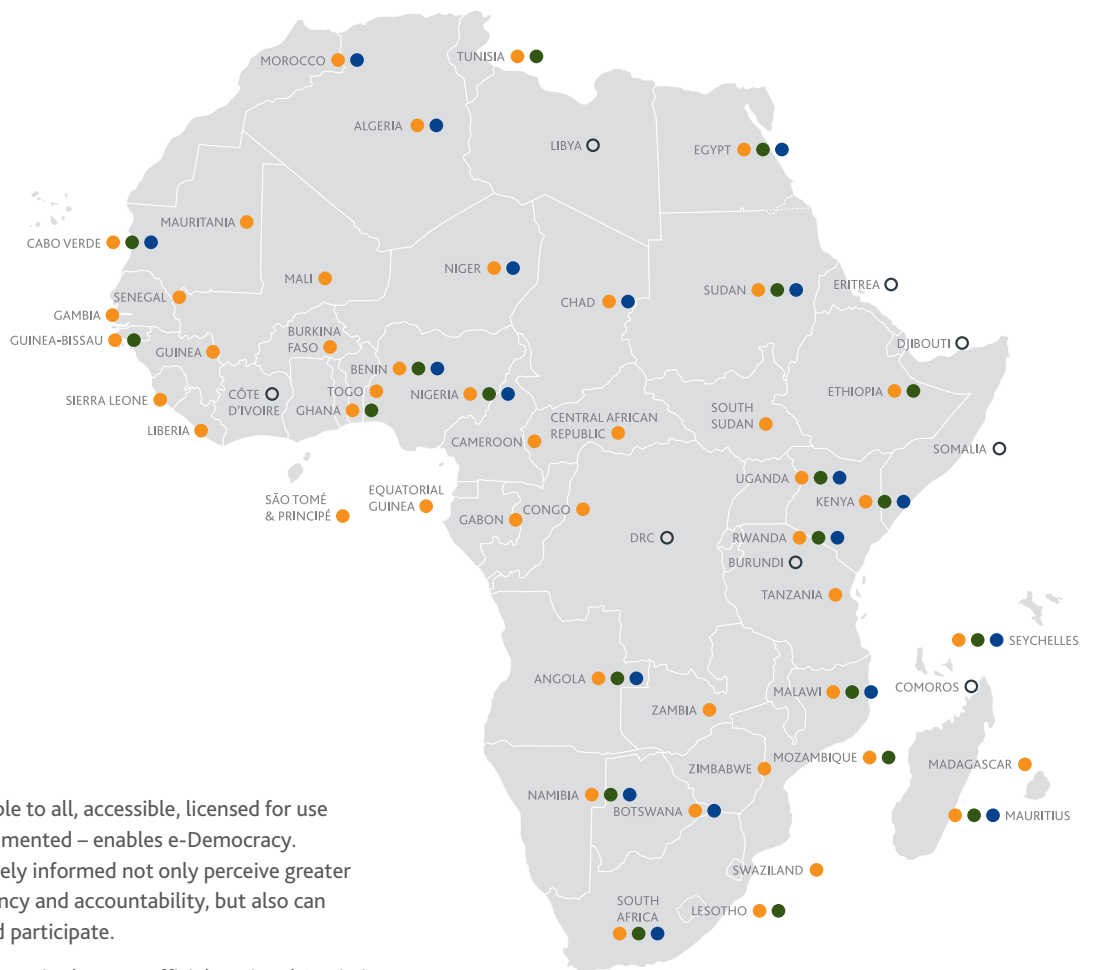 MOROCCO
TUNISIA
ALGERIA
LIBYA
EGYPT
MAURITANIA
CABO VERDE
MALI
NIGER
CHAD
SUDAN
ERITREA
SENEGAL
GAMBIA
GUINEA-BISSAU
GUINEA
BURKINA
FASO
DJIBOUTI
BENIN
SIERRA LEONE
CÔTE
D'IVOIRE
TOGO
GHANA
NIGERIA
ETHIOPIA
LIBERIA
CAMEROON
CENTRAL AFRICAN
REPUBLIC
SOUTH
SUDAN
SOMALIA
UGANDA
SÃO TOMÉ
& PRINCIPÉ
EQUATORIAL
GUINEA
GABON
CONGO
KENYA
DRC
RWANDA
BURUNDI
TANZANIA
SEYCHELLES
ANGOLA
MALAWI
COMOROS
ZAMBIA
MOZAMBIQUE
ZIMBABWE
MADAGASCAR
NAMIBIA
BOTSWANA
MAURITIUS
SWAZILAND
SOUTH
AFRICA
LESOTHO
ble to all, accessible, licensed for use
mented – enables e-Democracy.
ely informed not only perceive greater
ncy and accountability, but also can
d participate.